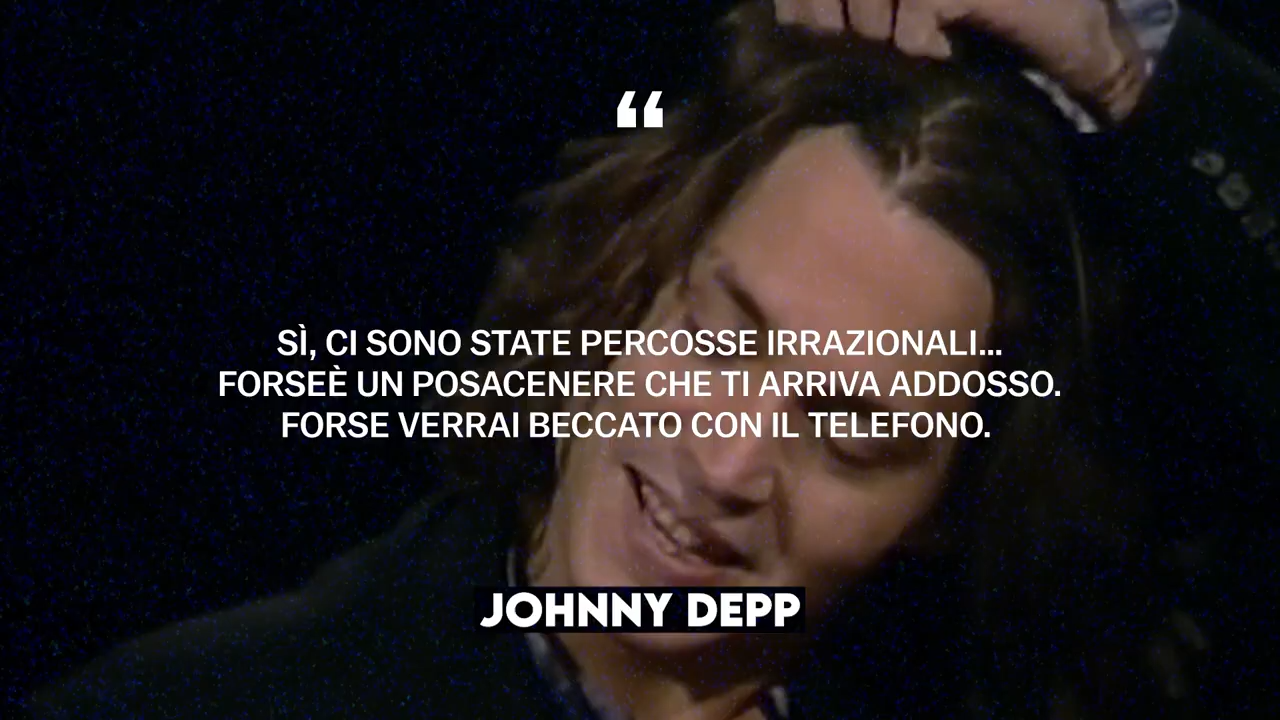 “
SÌ, CI SONO STATE PERCOSSE IRRAZIONALI...
FORSEÈ UN POSACENERE CHE TI ARRIVA ADDOSSO.
FORSE VERRAI BECCATO CON IL TELEFONO.
JOHNNY DEPP